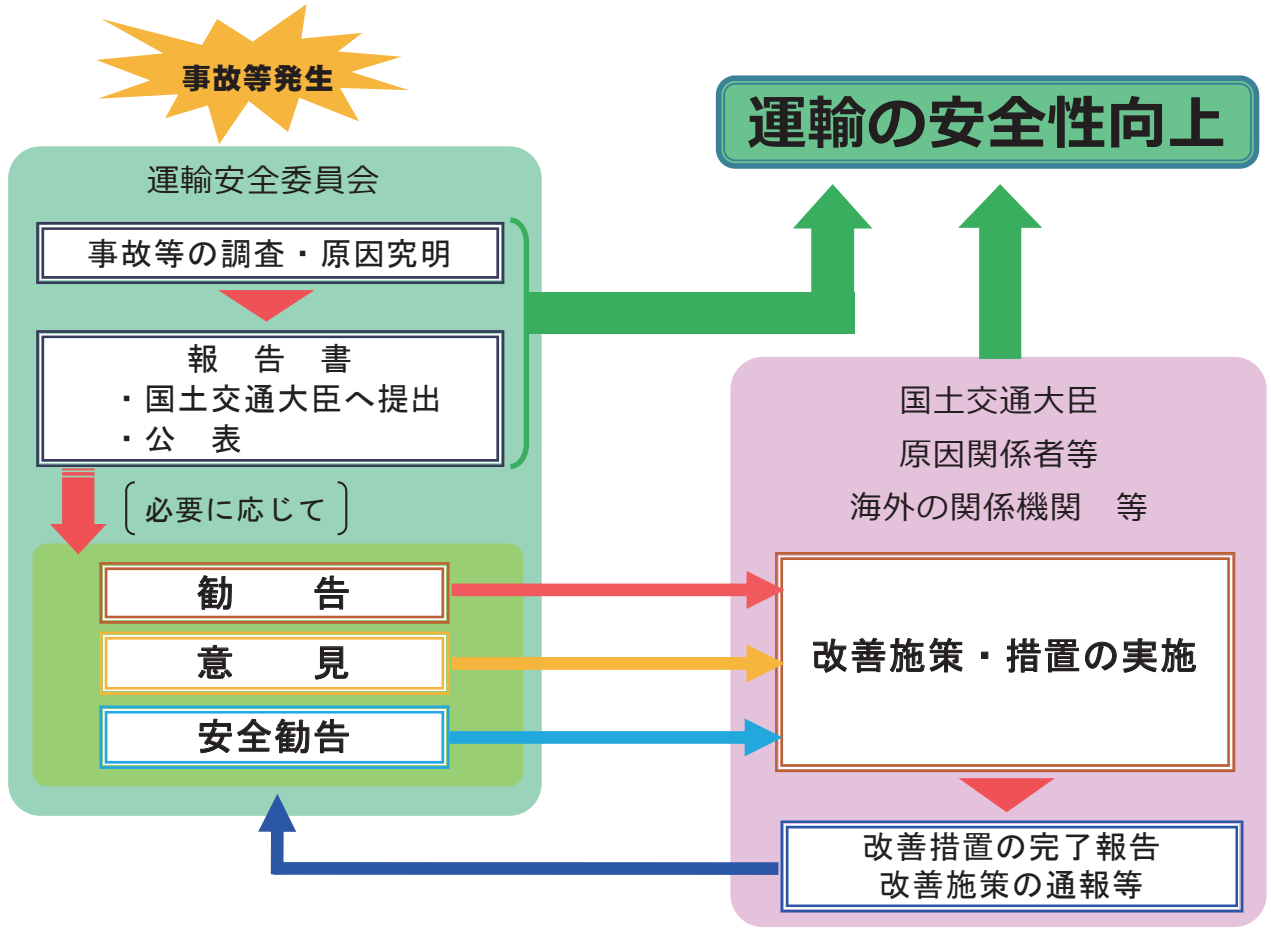 事故等発生
運輸の安全性向上
運輸安全委員会
事故等の調査・原因究明
報　告　書
・国土交通大臣へ提出
・公　表
〔必要に応じて〕
勧　　告
意　　見
安全勧告
国土交通大臣
原因関係者等
海外の関係機関　等
改善施策・措置の実施
改善措置の完了報告
改善施策の通報等